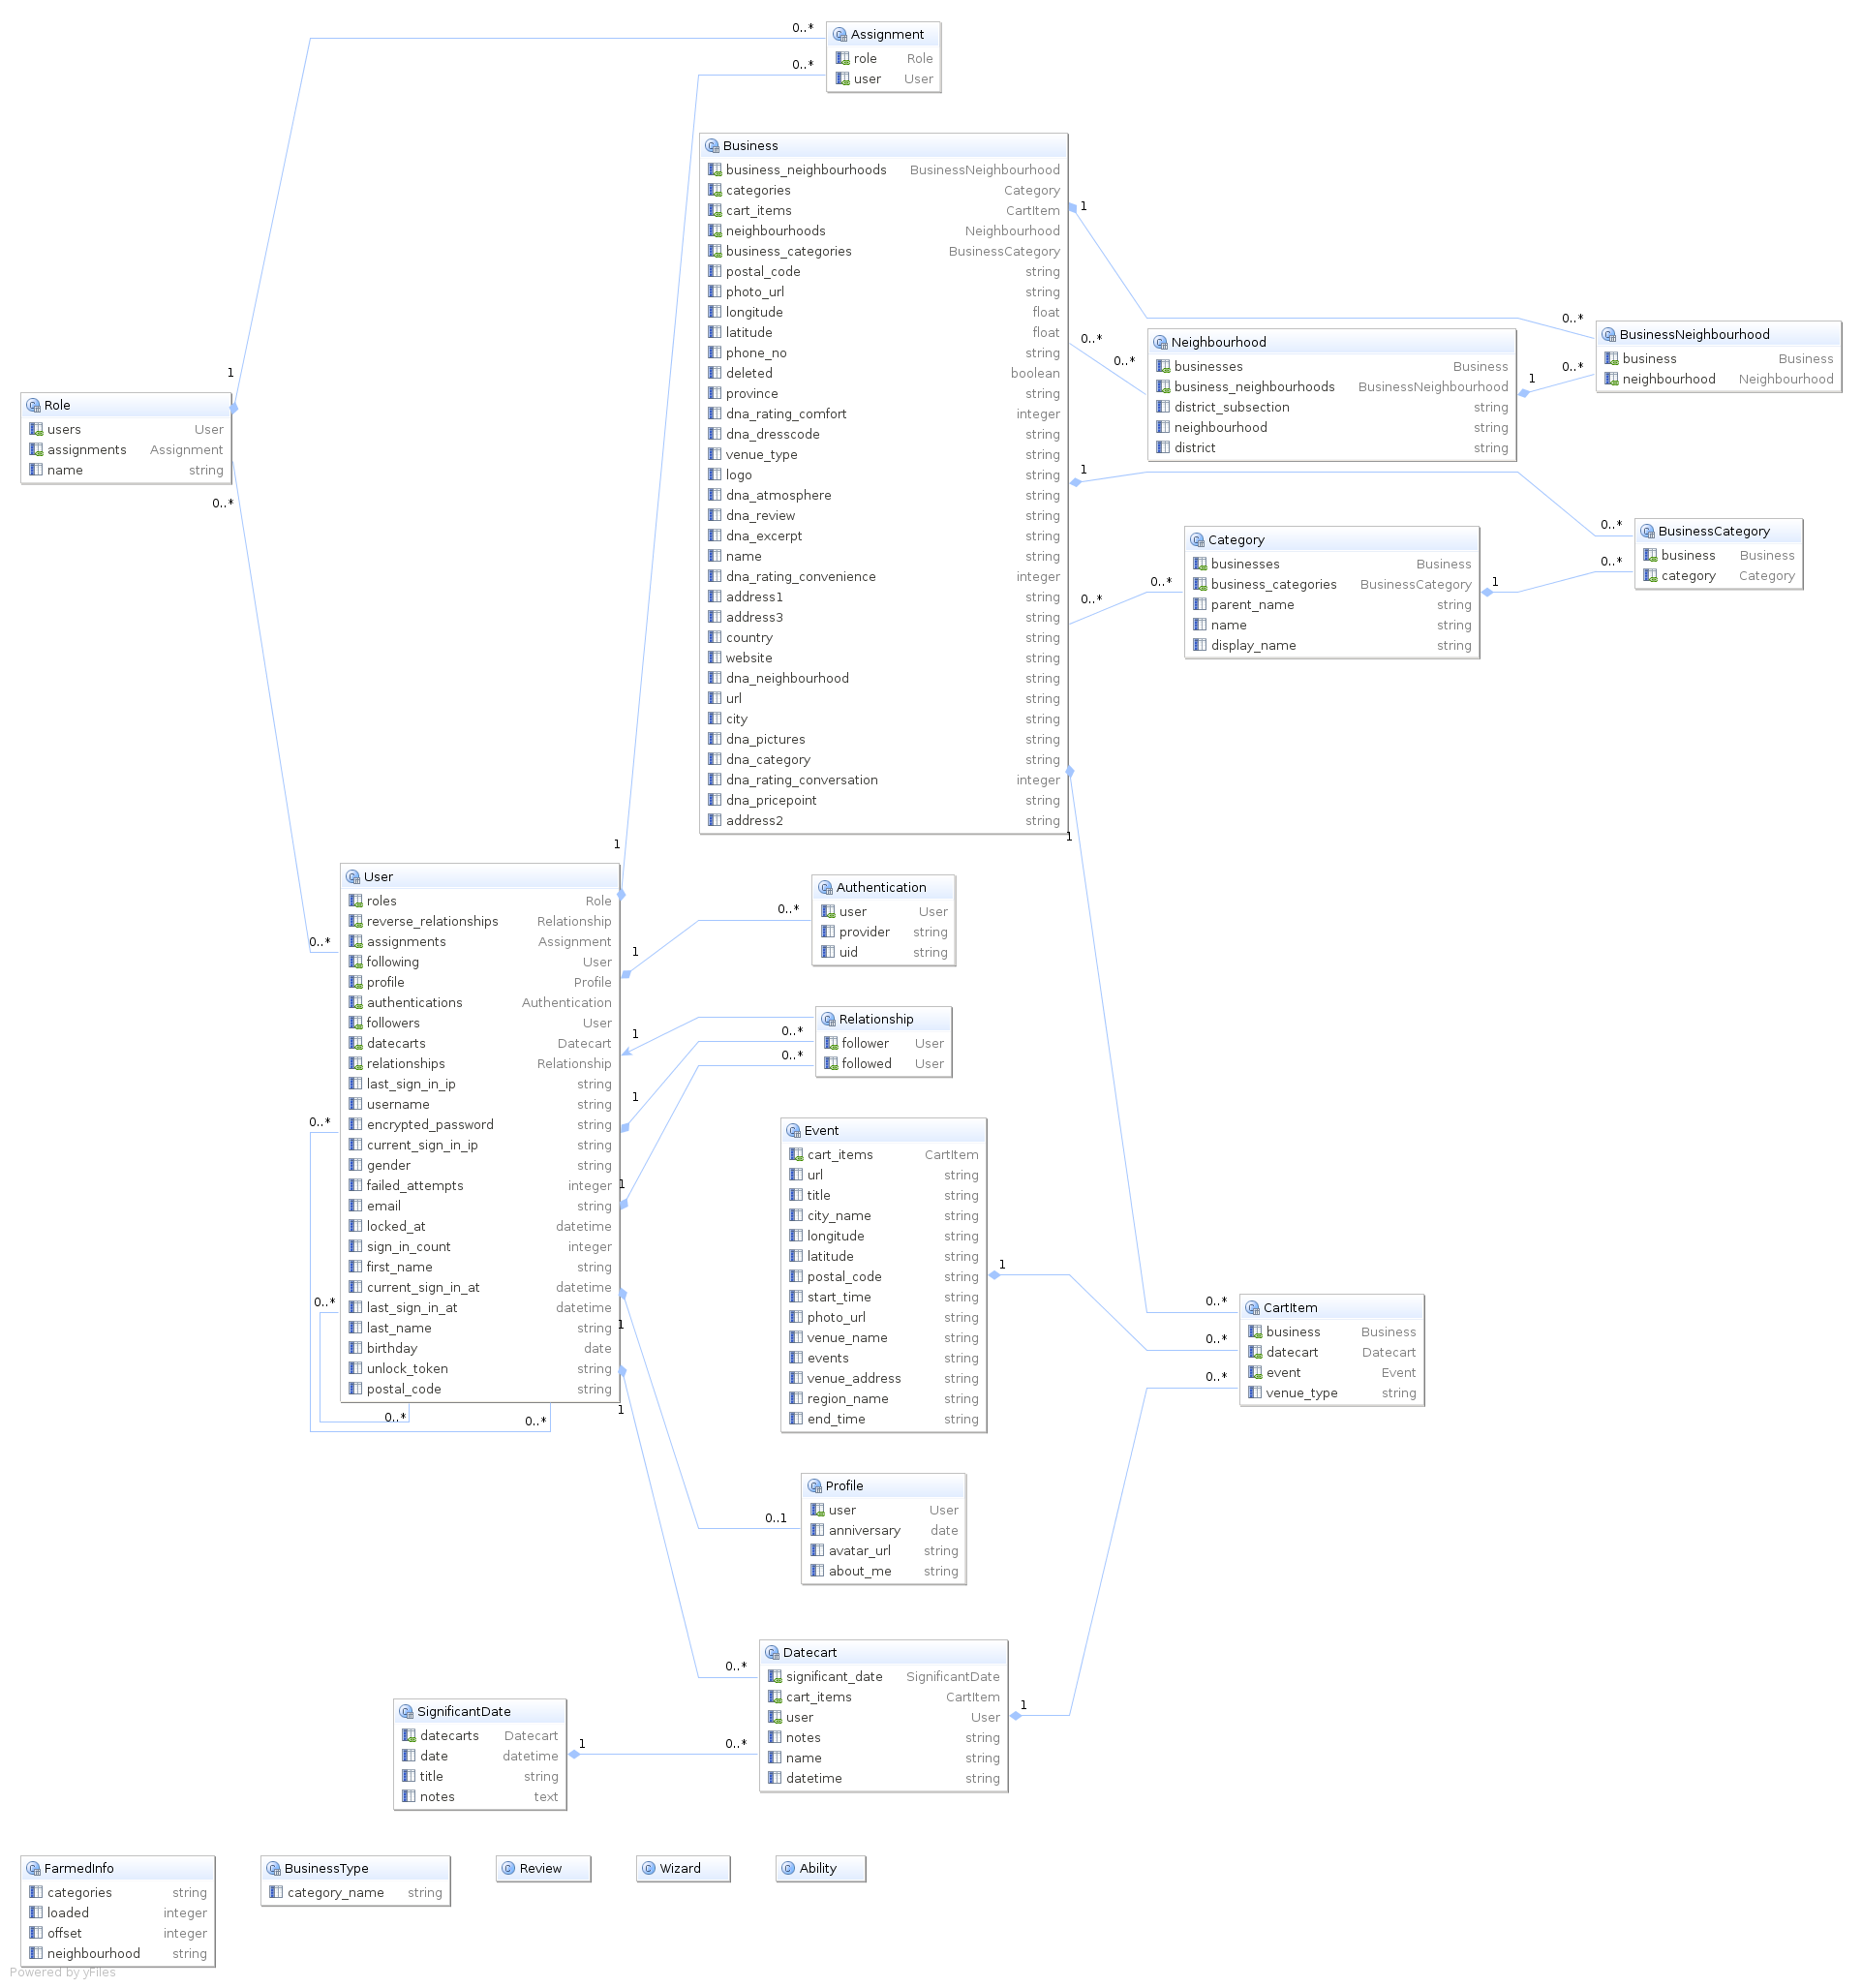 0..*
Assignment
role Role
user User
0..*
Business
business_neighbourhoods BusinessNeighbourhood
categories Category
cart_items CartItem
neighbourhoods Neighbourhood
business_categories BusinessCategory
postal_code string
photo_url string
longitude float
latitude float
phone_no string
deleted boolean
province string
dna_rating_comfort integer
dna_dresscode string
venue_type string
logo string
dna_atmosphere string
dna_review string
dna_excerpt string
name string
dna_rating_convenience integer
address1 string
address3 string
country string
website string
dna_neighbourhood string
url string
city string
dna_pictures string
dna_category string
dna_rating_conversation integer
dna_pricepoint string
address2 string
1
0..*
0..*
1
0..*
1
Neighbourhood
businesses Business
business_neighbourhoods BusinessNeighbourhood
district_subsection string
neighbourhood string
district string
0..*
1
0..*
BusinessNeighbourhood
business Business
neighbourhood Neighbourhood
Category
businesses Business
business_categories BusinessCategory
parent_name string
name string
display_name string
0..*
1
0..*
0..*
BusinessCategory
business Business
category Category
1
Role
users User
assignments Assignment
name string
0..*
1
User
roles Role
reverse_relationships Relationship
assignments Assignment
following User
profile Profile
authentications Authentication
followers User
datecarts Datecart
relationships Relationship
last_sign_in_ip string
username string
encrypted_password string
current_sign_in_ip string
gender string
failed_attempts integer
email string
locked_at datetime
sign_in_count integer
first_name string
current_sign_in_at datetime
last_sign_in_at datetime
last_name string
birthday date
unlock_token string
postal_code string
0..*
0..*
0..*
0..*
0..*
1
1
1
1
1
1
0..*
Authentication
user User
provider string
uid string
0..*
0..*
Relationship
follower User
followed User
Event
cart_items CartItem
url string
title string
city_name string
longitude string
latitude string
postal_code string
start_time string
photo_url string
venue_name string
events string
venue_address string
region_name string
end_time string
1
0..*
0..*
0..*
CartItem
business Business
datecart Datecart
event Event
venue_type string
0..1
Profile
user User
anniversary date
avatar_url string
about_me string
0..*
Datecart
significant_date SignificantDate
cart_items CartItem
user User
notes string
name string
datetime string
1
SignificantDate
datecarts Datecart
date datetime
title string
notes text
1
0..*
FarmedInfo
categories string
loaded integer
offset integer
neighbourhood string
BusinessType
category_name string
Review
Wizard
Ability
Powered by yFiles